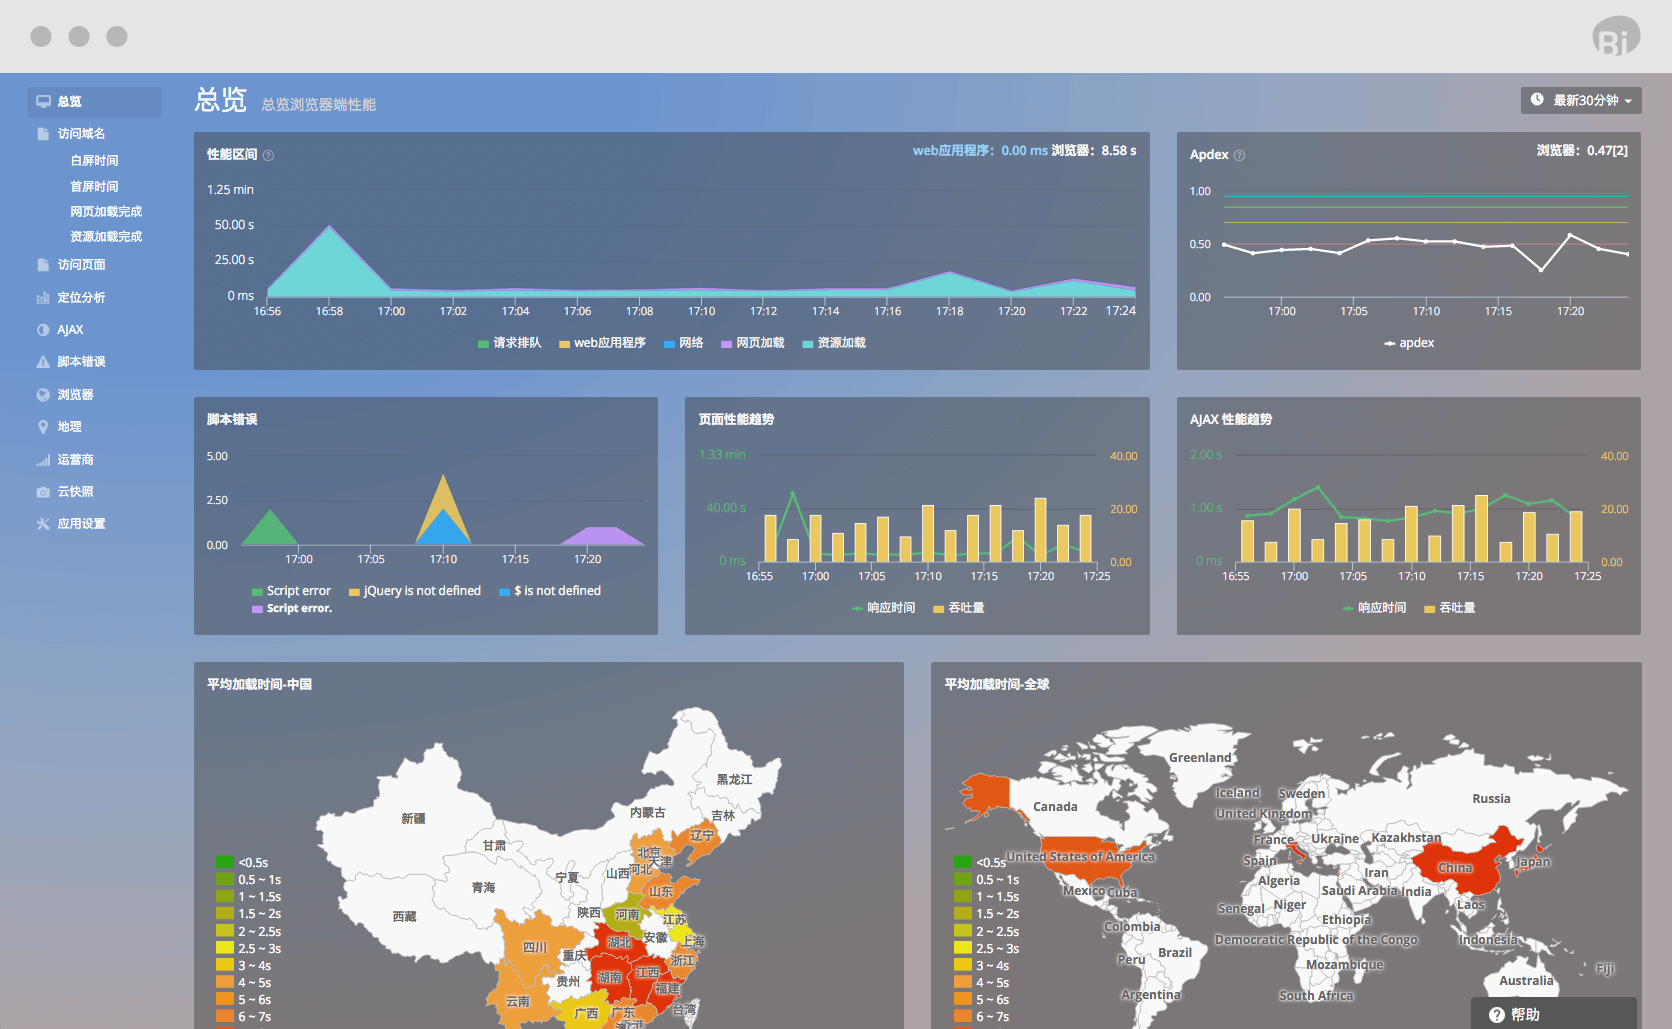 Bi
总览
访问域名
白屏时间
首屏时间
网页加载完成
资源加载完成
访问页面
定位分析
AJAX
脚本错误
浏览器
地理
运营商
云快照
应用设置
总览 总览浏览器端性能
最新30分钟
性能区间 ?
web应用程序：0.00 ms 浏览器：8.58 s
1.25 min
50.00 s
25.00 s
0 ms
16:56 16:58 17:00 17:02 17:04 17:06 17:08 17:10 17:12 17:14 17:16 17:18 17:20 17:22 17:24
请求排队 web应用程序 网络 网页加载 资源加载
Apdex ?
浏览器：0.47[2]
1.00
0.50
0.00
17:00 17:05 17:10 17:15 17:20
apdex
脚本错误
5.00
2.50
0.00
17:00 17:05 17:10 17:15 17:20
Script error jQuery is not defined $ is not defined
Script error.
页面性能趋势
1.33 min 40.00
40.00 s 20.00
0 ms 0.00
16:55 17:00 17:05 17:10 17:15 17:20 17:25
响应时间 吞吐量
AJAX 性能趋势
2.00 s 40.00
1.00 s 20.00
0 ms 0.00
16:55 17:00 17:05 17:10 17:15 17:20 17:25
响应时间 吞吐量
平均加载时间-中国
黑龙江
内蒙古
吉林
新疆
辽宁
甘肃
北京
天津
河北
山西
宁夏
青海
山东
西藏
陕西
河南
江苏
安徽
上海
湖北
四川
重庆
浙江
贵州
湖南
江西
福建
云南
广西
广东
台湾
<0.5s
0.5 ~ 1s
1 ~ 1.5s
1.5 ~ 2s
2 ~ 2.5s
2.5 ~ 3s
3 ~ 4s
4 ~ 5s
5 ~ 6s
6 ~ 7s
平均加载时间-全球
Greenland
Iceland
Sweden
Russia
Canada
United Kingdom
France
Ukraine
Kazakhstan
United States of America
Spain
China
Japan
Iran
Algeria
Mexico
Cuba
Saudi Arabia
India
Senegal
Niger
Laos
Ethiopia
Colombia
Democratic Republic of the Congo
Indonesia
Peru
Brazil
Mozambique
Fiji
Australia
Argentina
South Africa
<0.5s
0.5 ~ 1s
1 ~ 1.5s
1.5 ~ 2s
2 ~ 2.5s
2.5 ~ 3s
3 ~ 4s
4 ~ 5s
5 ~ 6s
6 ~ 7s
? 帮助